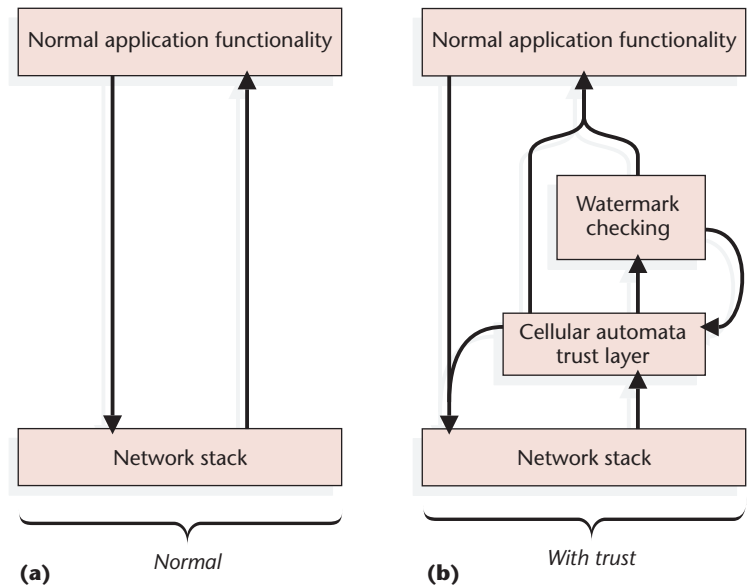 Normal application functionality
Network stack
Normal
(a)
Normal application functionality
Watermark
checking
Cellular automata
trust layer
Network stack
With trust
(b)